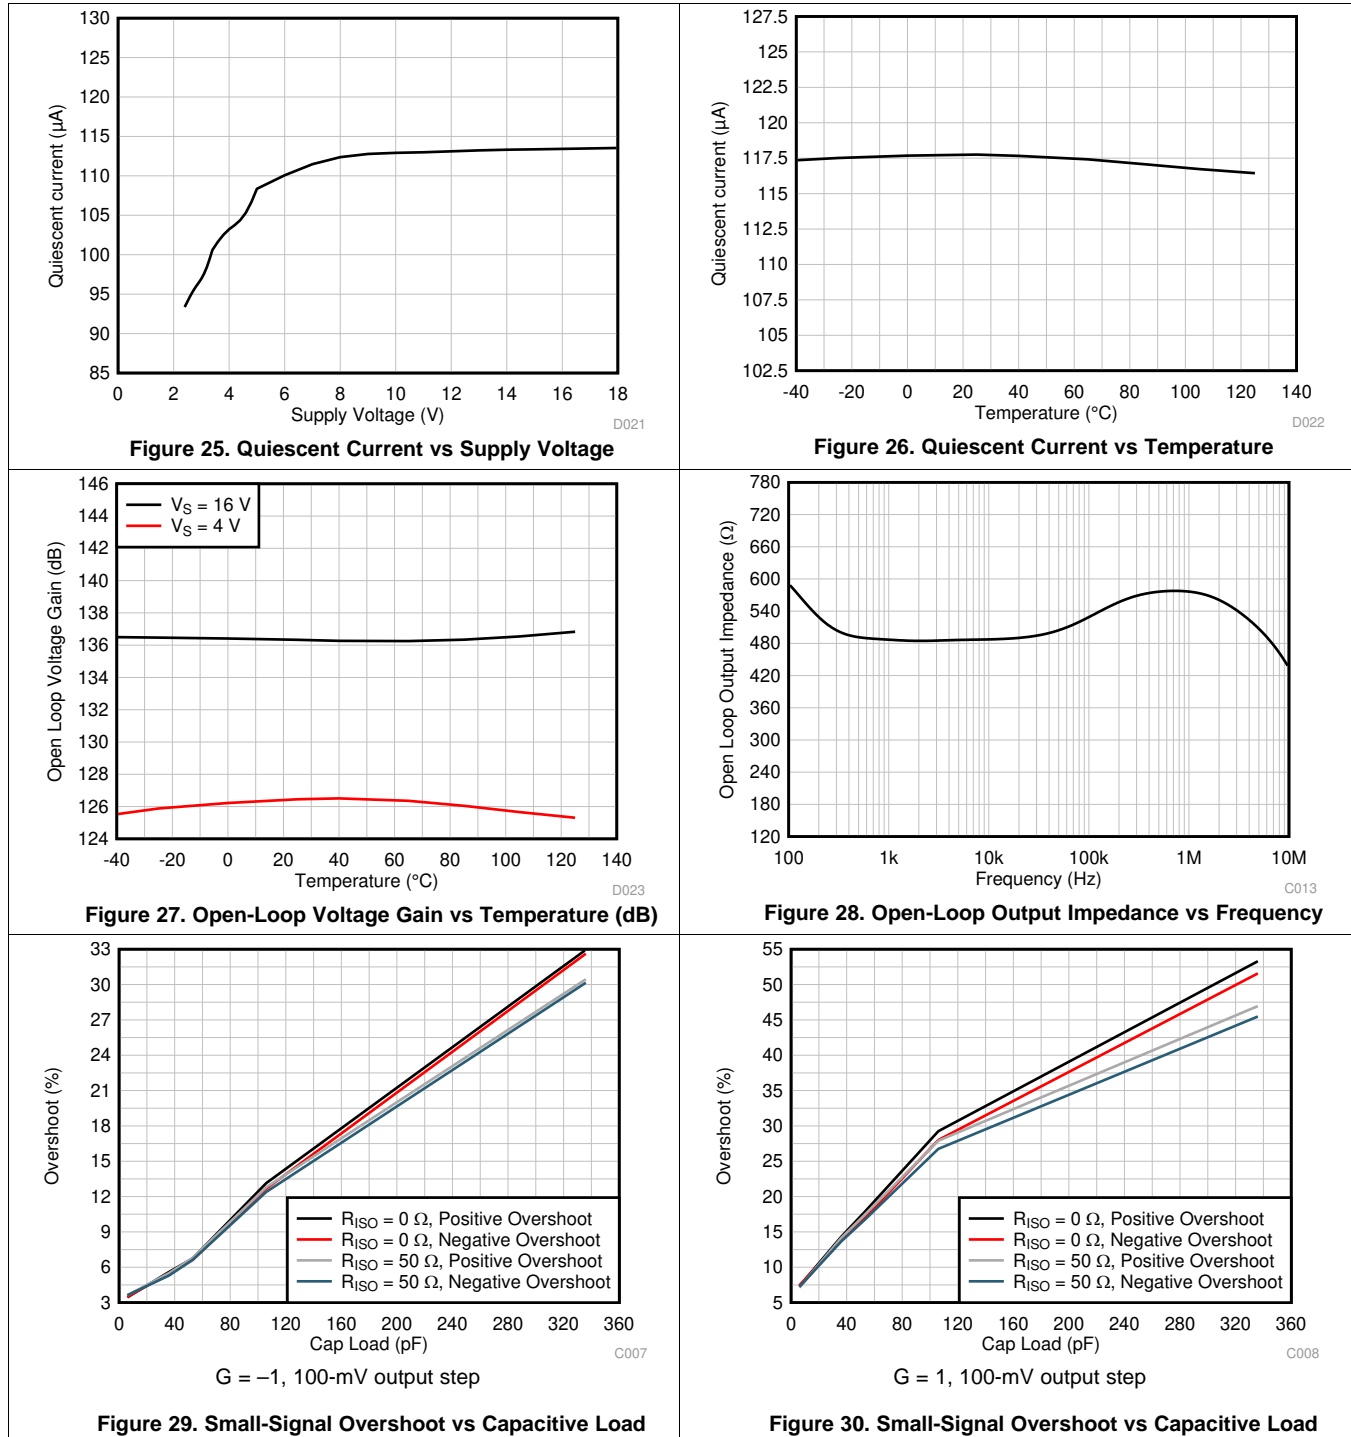 130
125
120
115
110
105
100
95
90
85
Quiescent current (µA)
0 2 4 6 8 10 12 14 16 18
Supply Voltage (V)
D021
Figure 25. Quiescent Current vs Supply Voltage
127.5
125
122.5
120
117.5
115
112.5
110
107.5
105
102.5
Quiescent current (µA)
-40 -20 0 20 40 60 80 100 120 140
Temperature (°C)
D022
Figure 26. Quiescent Current vs Temperature
146
144
142
140
138
136
134
132
130
128
126
124
Open Loop Voltage Gain (dB)
VS = 16 V
VS = 4 V
-40 -20 0 20 40 60 80 100 120 140
Temperature (°C)
D023
Figure 27. Open-Loop Voltage Gain vs Temperature (dB)
780
720
660
600
540
480
420
360
300
240
180
120
Open Loop Output Impedance (Ω)
100 1k 10k 100k 1M 10M
Frequency (Hz)
C013
Figure 28. Open-Loop Output Impedance vs Frequency
33
30
27
24
21
18
15
12
9
6
3
Overshoot (%)
RISO = 0 Ω, Positive Overshoot
RISO = 0 Ω, Negative Overshoot
RISO = 50 Ω, Positive Overshoot
RISO = 50 Ω, Negative Overshoot
0 40 80 120 160 200 240 280 320 360
Cap Load (pF)
C007
G = –1, 100-mV output step
Figure 29. Small-Signal Overshoot vs Capacitive Load
55
50
45
40
35
30
25
20
15
10
5
Overshoot (%)
RISO = 0 Ω, Positive Overshoot
RISO = 0 Ω, Negative Overshoot
RISO = 50 Ω, Positive Overshoot
RISO = 50 Ω, Negative Overshoot
0 40 80 120 160 200 240 280 320 360
Cap Load (pF)
C008
G = 1, 100-mV output step
Figure 30. Small-Signal Overshoot vs Capacitive Load